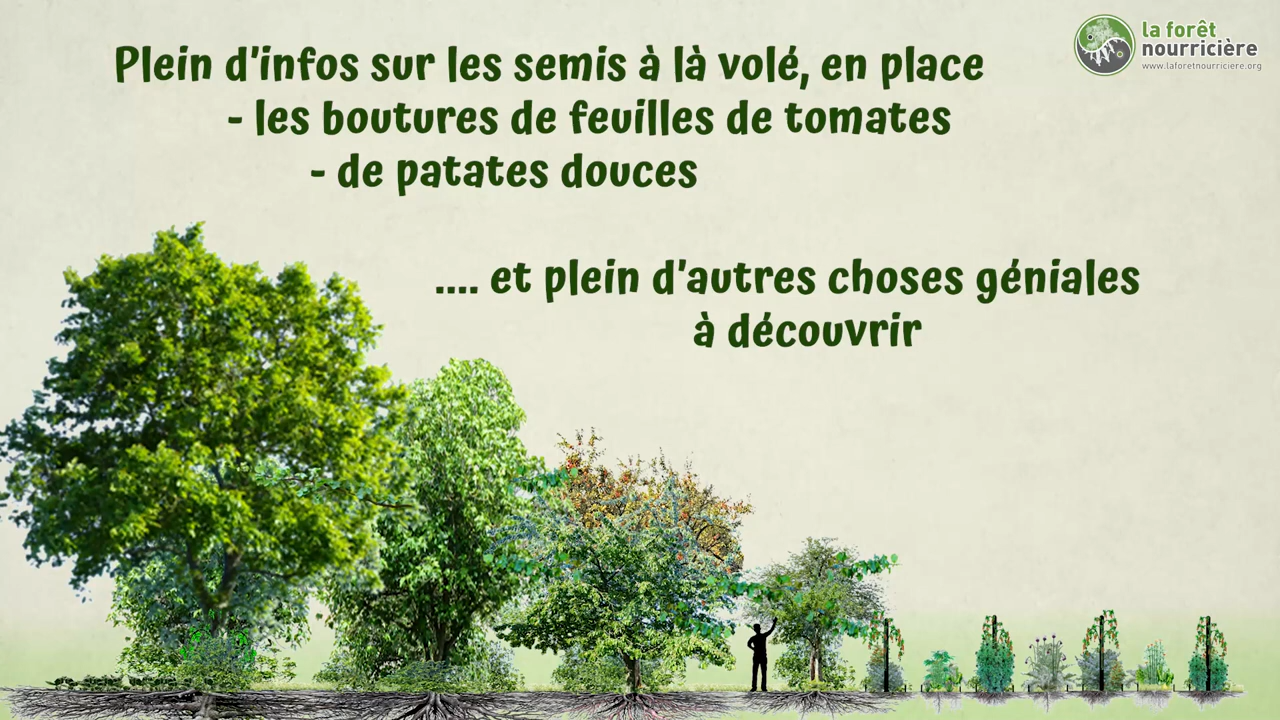 Plein d'infos sur les semis à là volé, en place
- les boutures de feuilles de tomates
- de patates douces
.... et plein d'autres choses géniales
à découvrir
la forêt
nourricière
www.laforetnourriciere.org